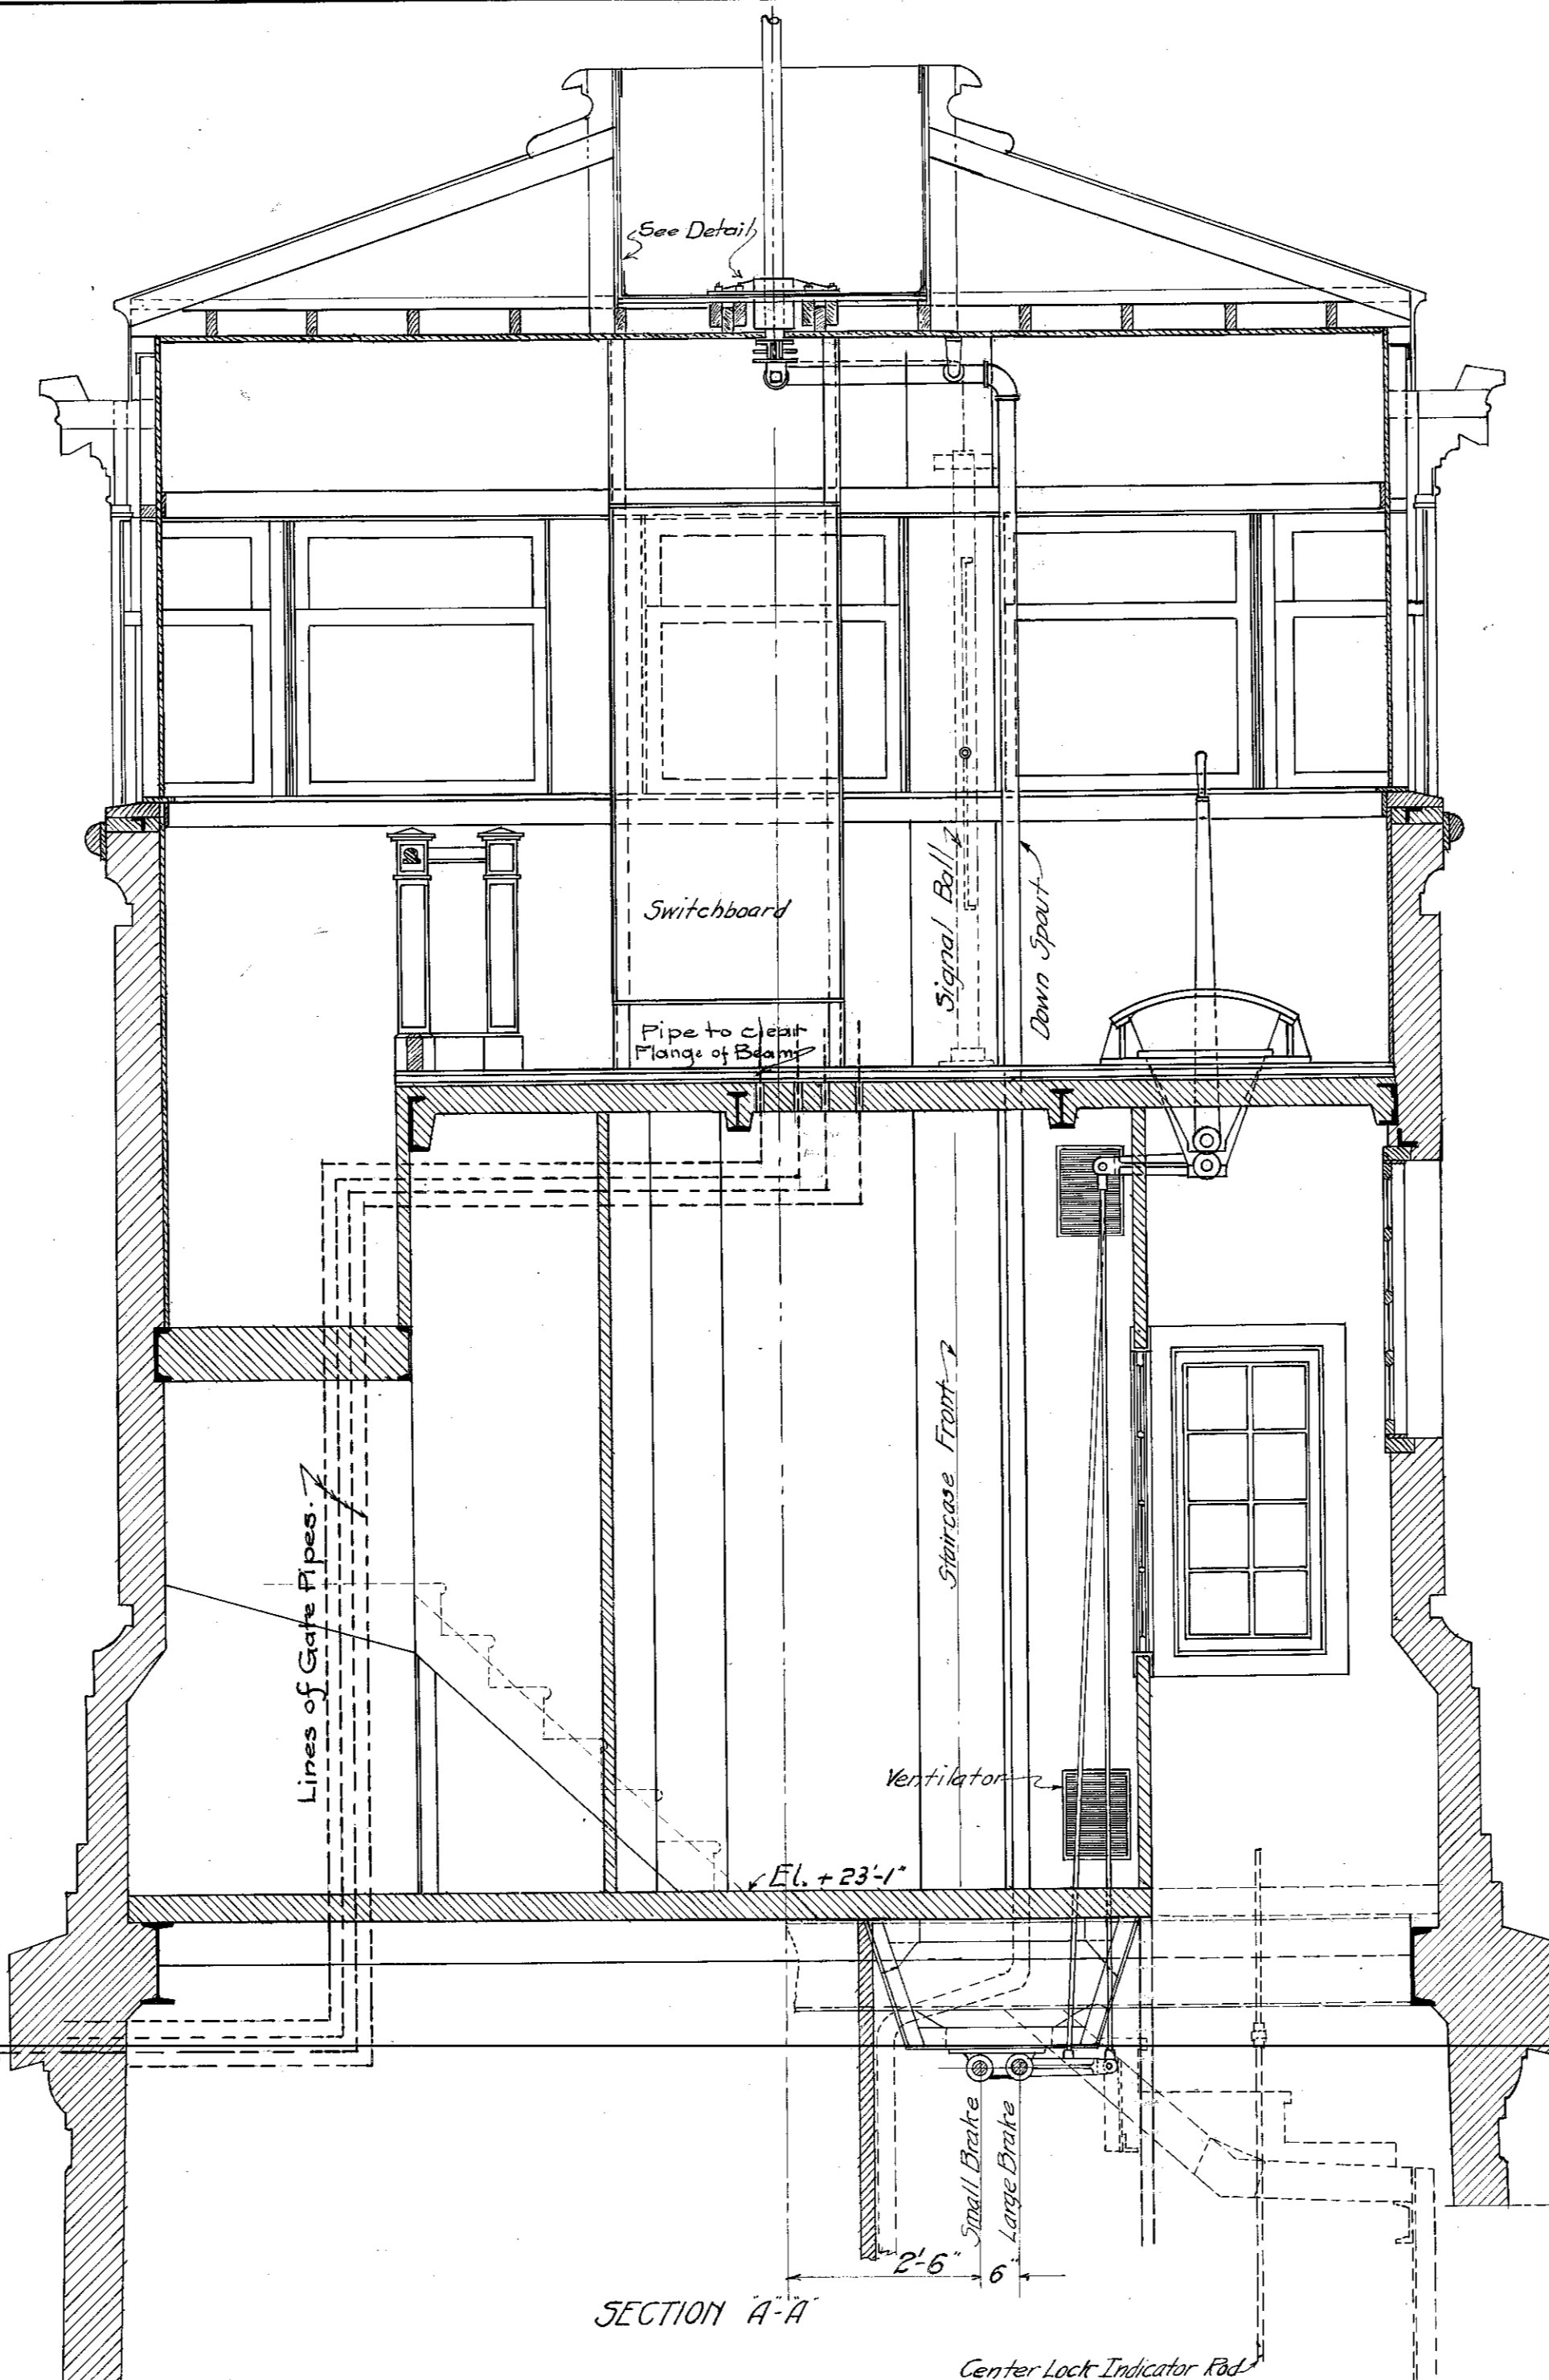 See Detail
Switchboard
Signal Ball
Down Spout
Pipe to clear
Flange of Beam
Lines of Gate Pipes.
Staircase Front
Ventilator
El. + 23'-1"
Small Brake
Large Brake
2'-6"
6"
SECTION "A"-"A"
Center Lock Indicator Rod